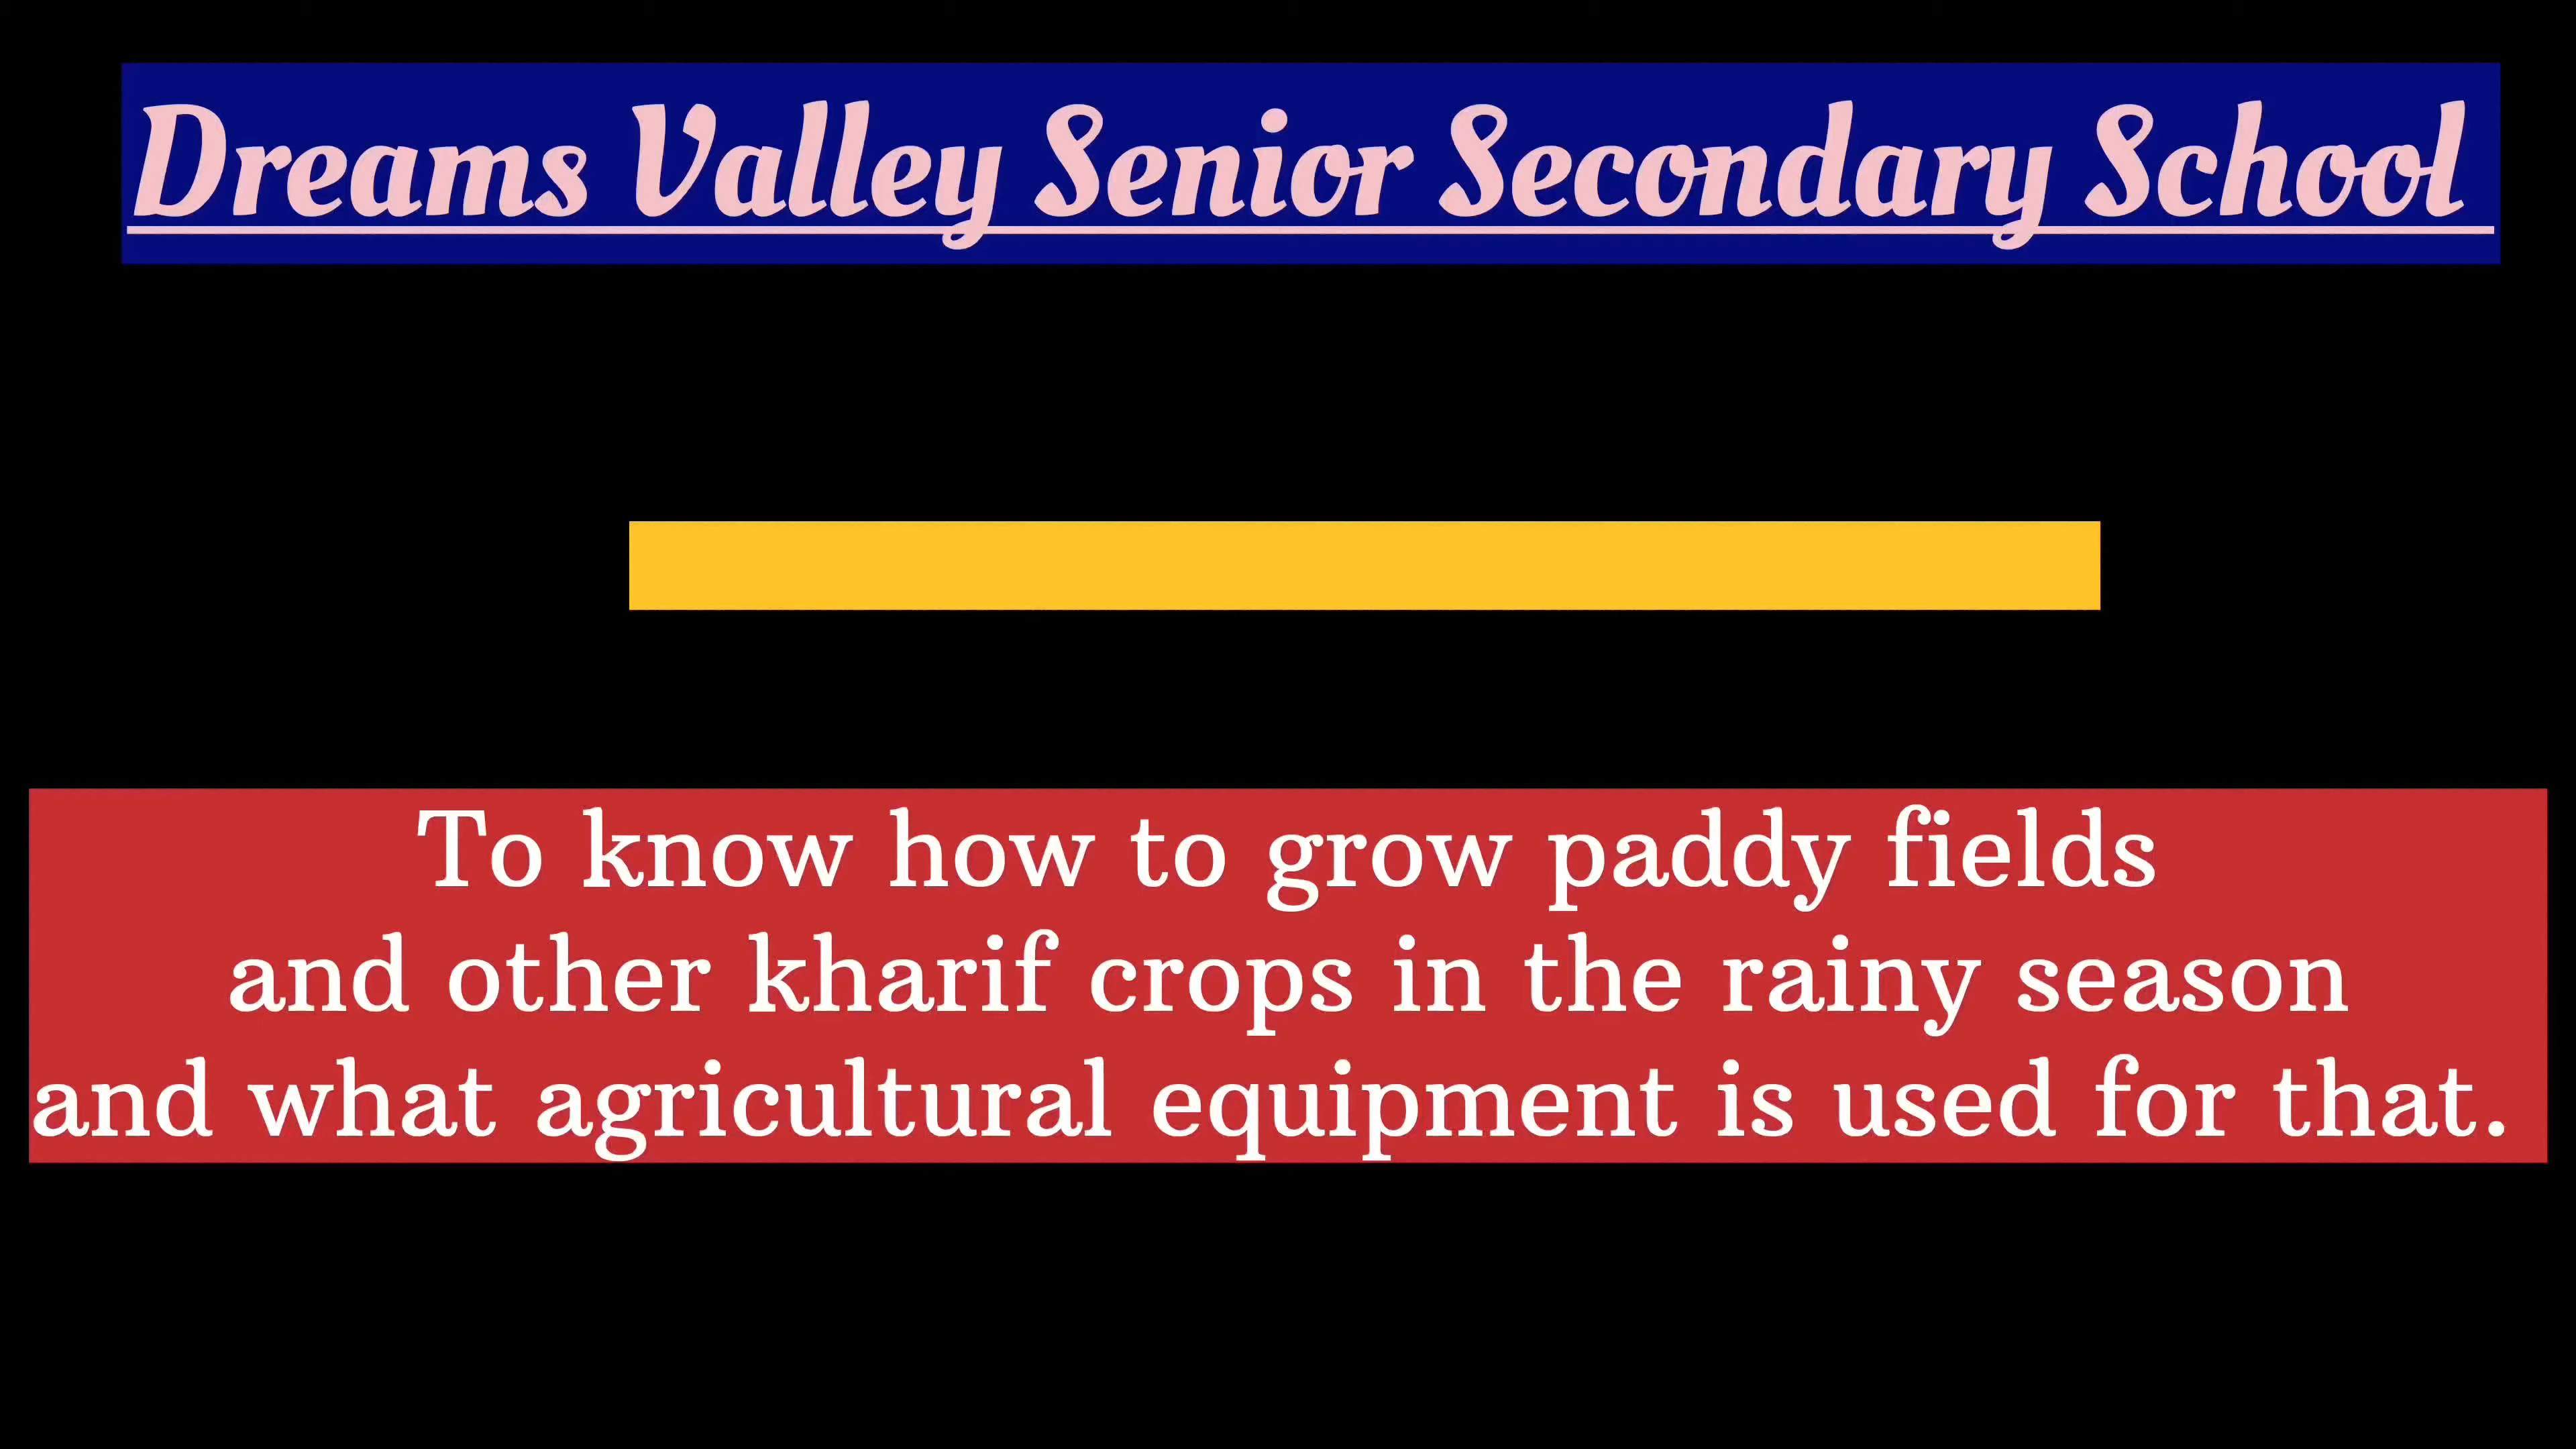 Dreams Valley Senior Secondary School
To know how to grow paddy fields
and other kharif crops in the rainy season
and what agricultural equipment is used for that.